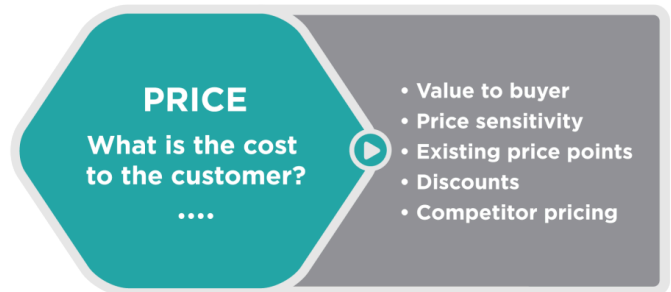 PRICE
What is the cost
to the customer?
....
• Value to buyer
• Price sensitivity
• Existing price points
• Discounts
• Competitor pricing